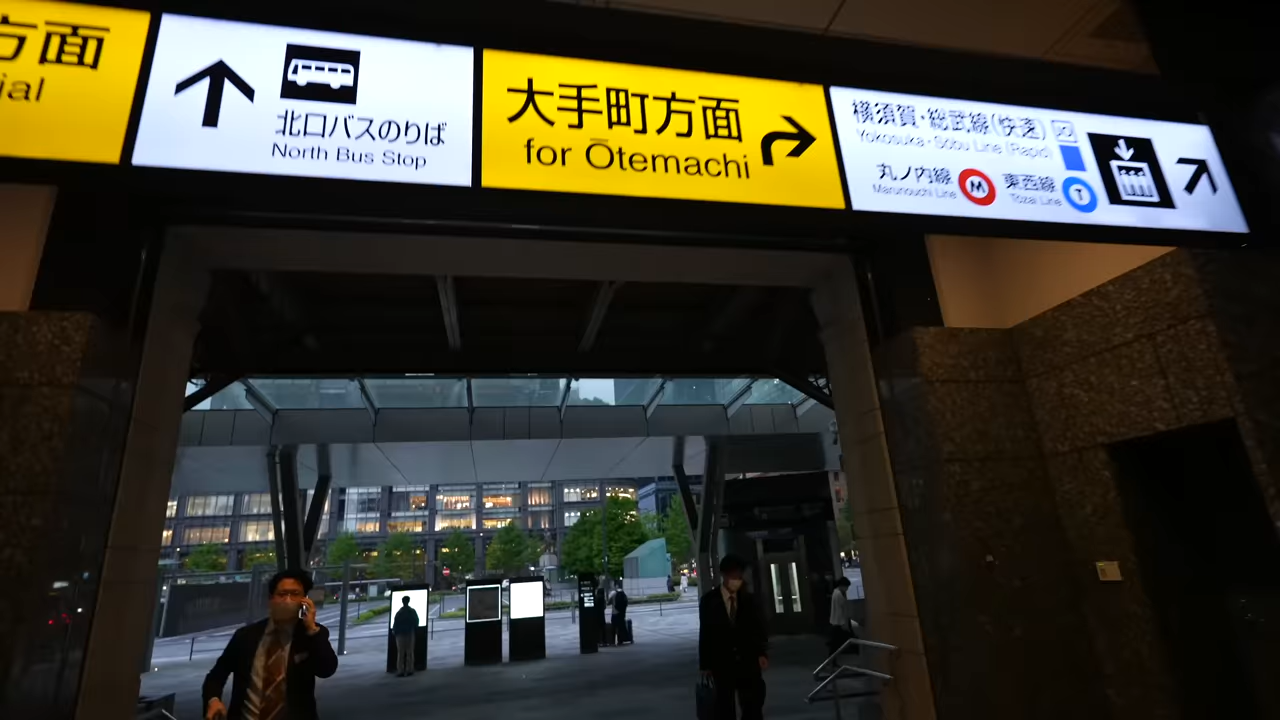 方面
ial
北口バスのりば
North Bus Stop
大手町方面
for Ōtemachi
横須賀・総武線(快速)
Yokosuka・Sōbu Line (Rapid)
丸ノ内線 M 東西線 T
Marunouchi Line Tozai Line